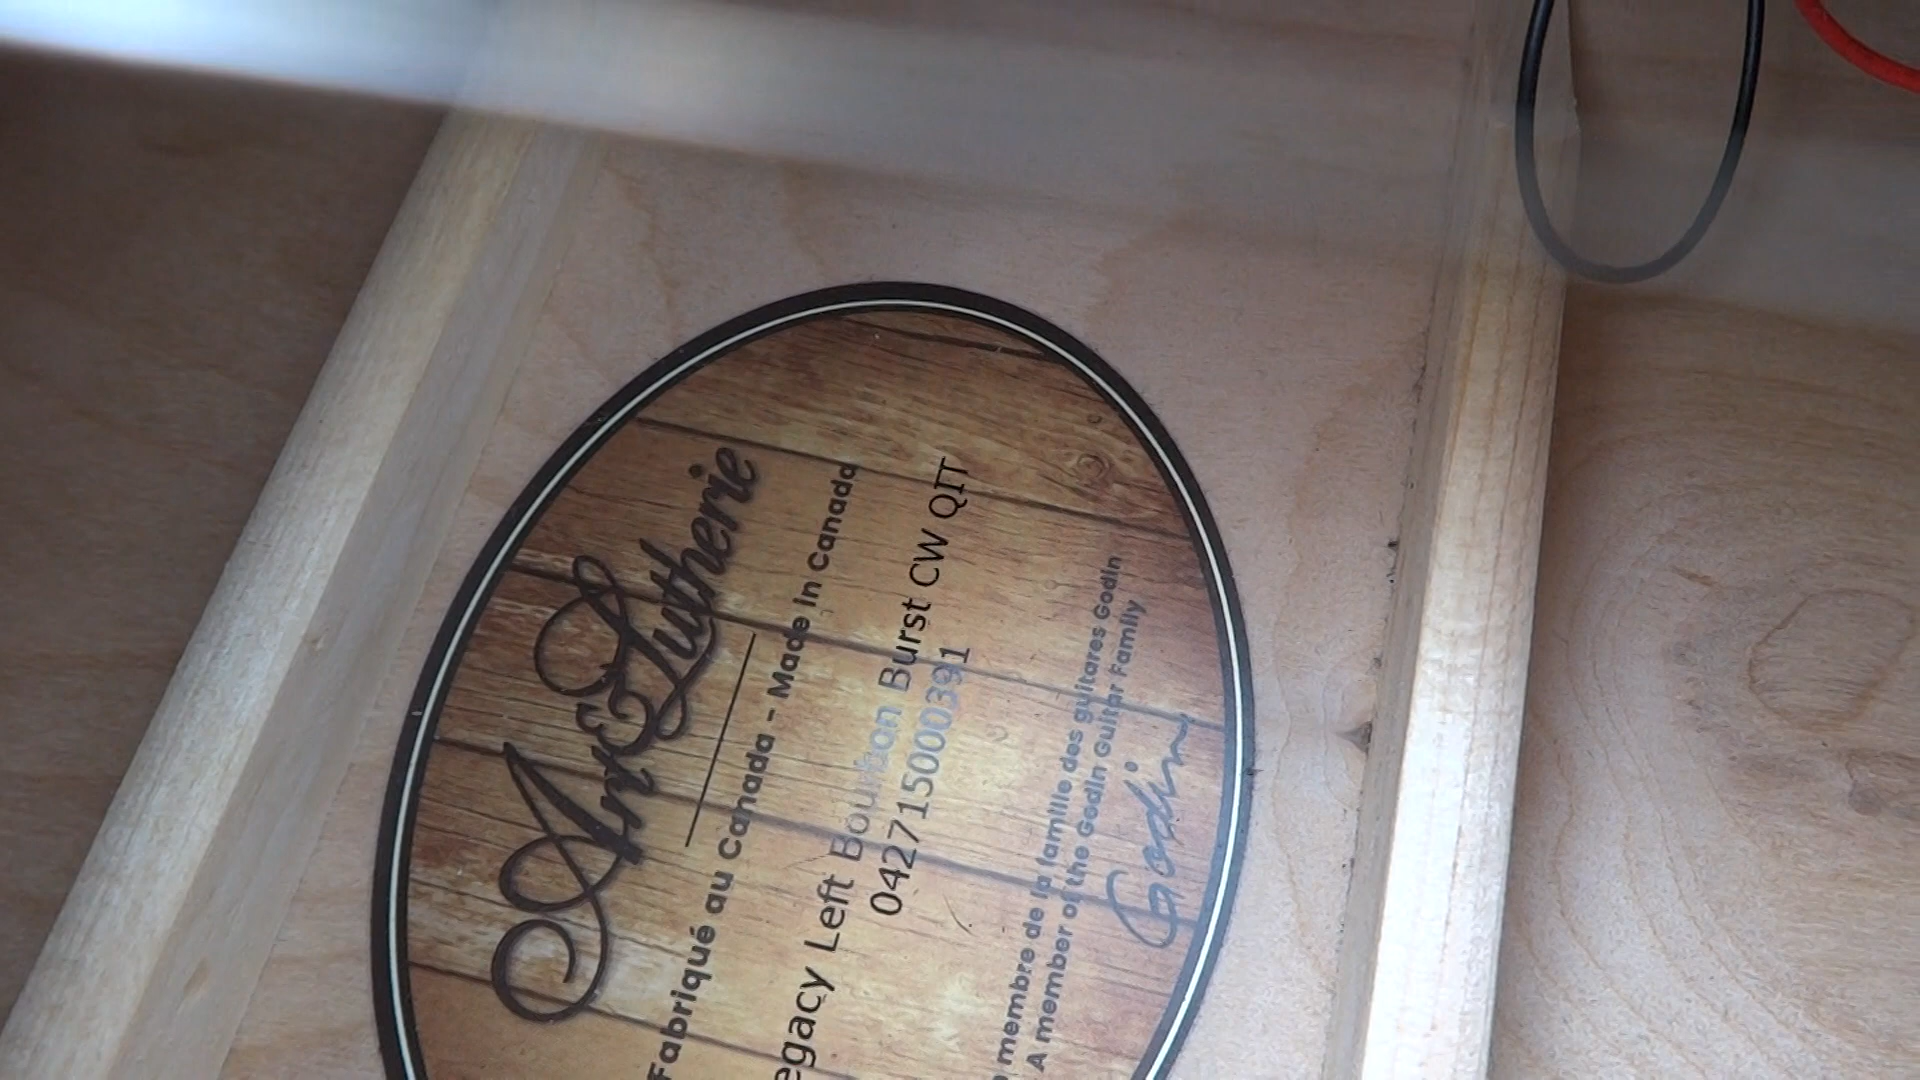 Art & Lutherie
Fabriqué au Canada - Made in Canada
egacy Left Bourbon Burst CW QIT
042715000391
membre de la famille des guitares Godin
A member of the Godin Guitar Family
Godin